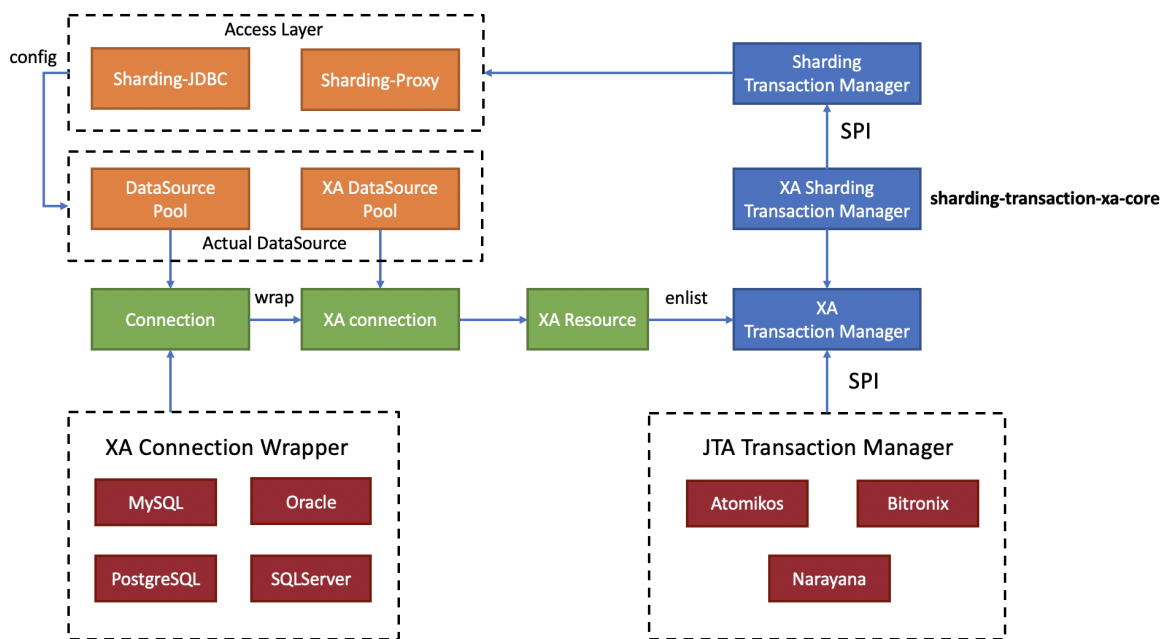 Access Layer
config
Sharding-JDBC
Sharding-Proxy
Sharding
Transaction Manager
SPI
DataSource
Pool
XA DataSource
Pool
Actual DataSource
XA Sharding
Transaction Manager
sharding-transaction-xa-core
Connection
wrap
XA connection
XA Resource
enlist
XA
Transaction Manager
SPI
XA Connection Wrapper
MySQL
Oracle
PostgreSQL
SQLServer
JTA Transaction Manager
Atomikos
Bitronix
Narayana